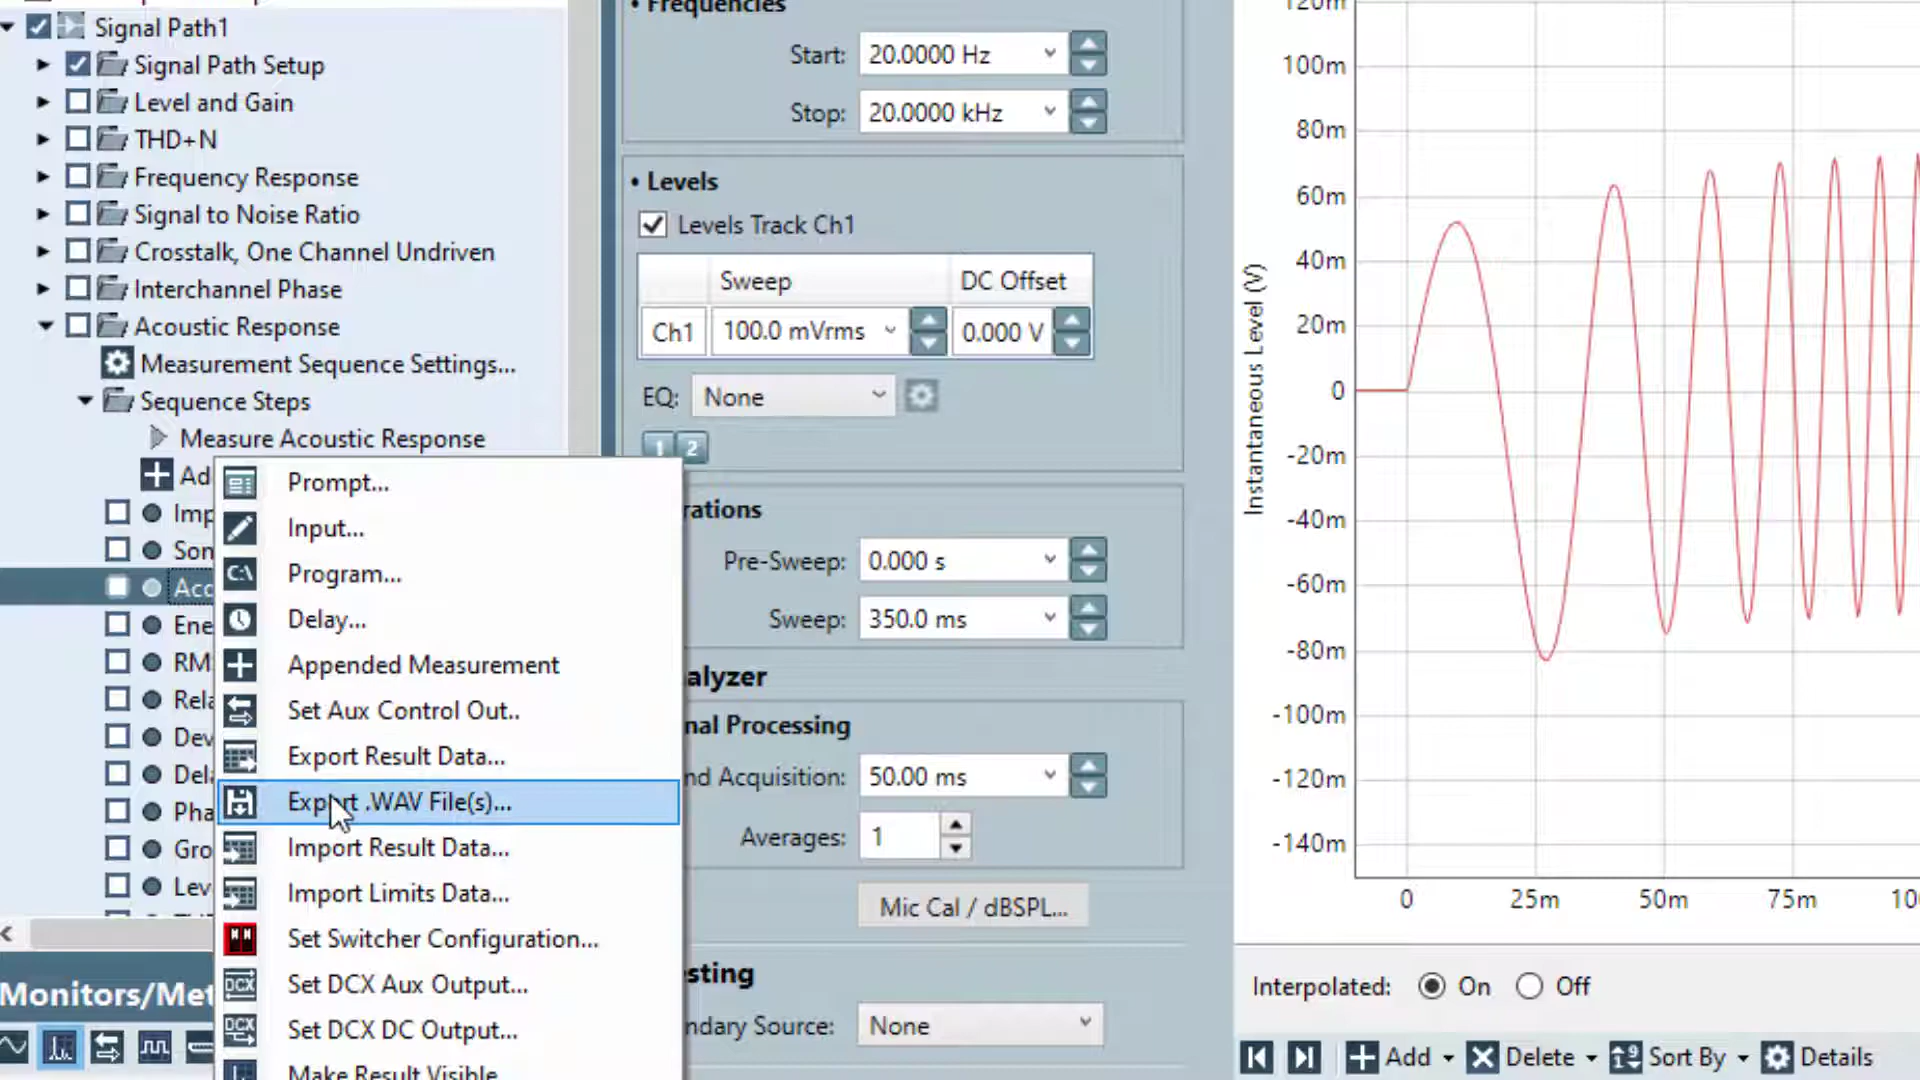 Signal Path1
Signal Path Setup
Level and Gain
THD+N
Frequency Response
Signal to Noise Ratio
Crosstalk, One Channel Undriven
Interchannel Phase
Acoustic Response
Measurement Sequence Settings...
Sequence Steps
Measure Acoustic Response
Ad
Imp
Son
Aco
Ene
RM
Rela
Dev
Dela
Pha
Gro
Lev
Monitors/Met
Prompt...
Input...
C:\ Program...
Delay...
Appended Measurement
Set Aux Control Out..
Export Result Data...
Export .WAV File(s)...
Import Result Data...
Import Limits Data...
Set Switcher Configuration...
DCX Set DCX Aux Output...
DCX Set DCX DC Output...
Make Result Visible
• Frequencies
Start: 20.0000 Hz
Stop: 20.0000 kHz
• Levels
Levels Track Ch1
Sweep DC Offset
Ch1 100.0 mVrms 0.000 V
EQ: None
1 2
rations
Pre-Sweep: 0.000 s
Sweep: 350.0 ms
alyzer
nal Processing
nd Acquisition: 50.00 ms
Averages: 1
Mic Cal / dBSPL...
sting
ndary Source: None
Instantaneous Level (V)
120m
100m
80m
60m
40m
20m
0
-20m
-40m
-60m
-80m
-100m
-120m
-140m
0 25m 50m 75m 10
Interpolated: On Off
Add Delete Sort By Details